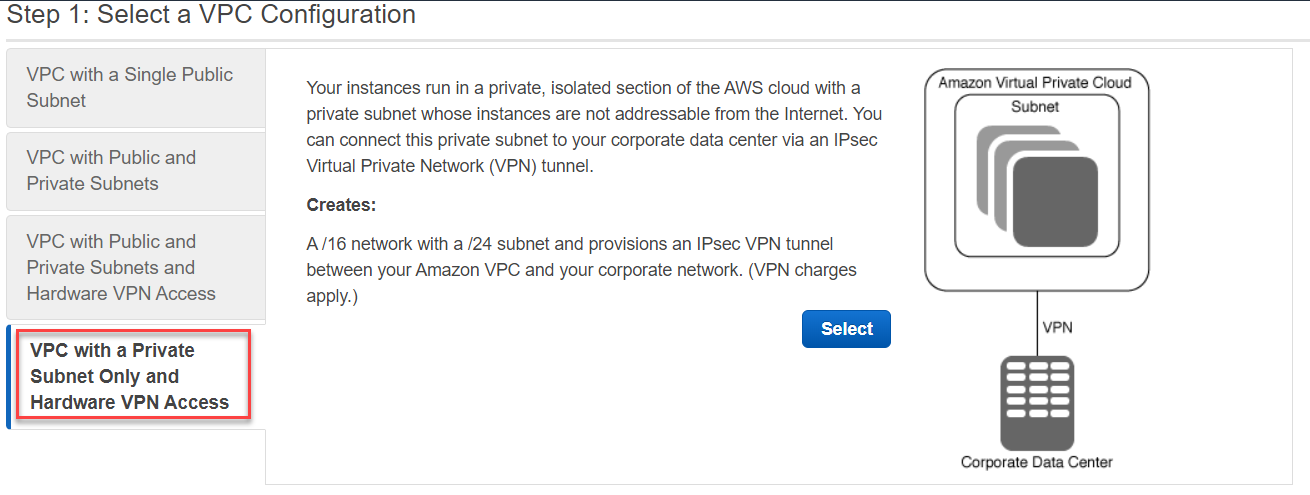 Step 1: Select a VPC Configuration
VPC with a Single Public
Subnet
VPC with Public and
Private Subnets
VPC with Public and
Private Subnets and
Hardware VPN Access
VPC with a Private
Subnet Only and
Hardware VPN Access
Your instances run in a private, isolated section of the AWS cloud with a
private subnet whose instances are not addressable from the Internet. You
can connect this private subnet to your corporate data center via an IPsec
Virtual Private Network (VPN) tunnel.
Creates:
A /16 network with a /24 subnet and provisions an IPsec VPN tunnel
between your Amazon VPC and your corporate network. (VPN charges
apply.)
Select
Amazon Virtual Private Cloud
Subnet
VPN
Corporate Data Center